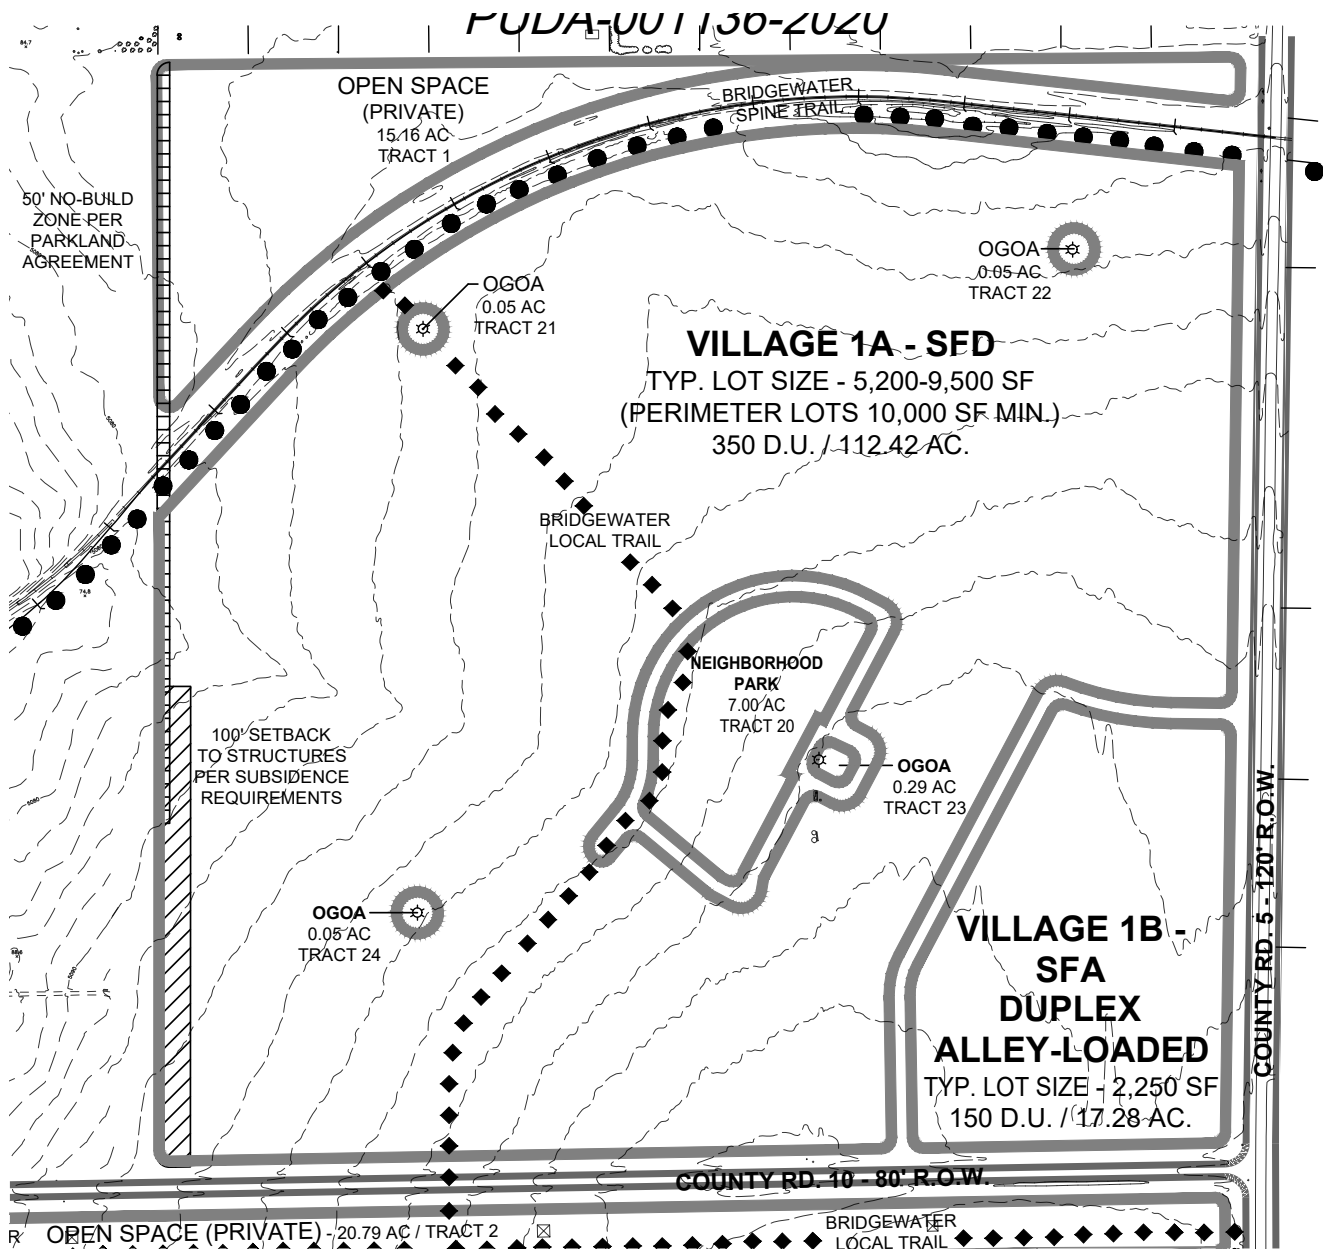 PUDA-001136-2020
OPEN SPACE
(PRIVATE)
15.16 AC
TRACT 1
BRIDGEWATER
SPINE TRAIL
50' NO-BUILD
ZONE PER
PARKLAND
AGREEMENT
OGOA
0.05 AC
TRACT 22
OGOA
0.05 AC
TRACT 21
VILLAGE 1A - SFD
TYP. LOT SIZE - 5,200-9,500 SF
(PERIMETER LOTS 10,000 SF MIN.)
350 D.U. / 112.42 AC.
BRIDGEWATER
LOCAL TRAIL
NEIGHBORHOOD
PARK
7.00 AC
TRACT 20
100' SETBACK
TO STRUCTURES
PER SUBSIDENCE
REQUIREMENTS
OGOA
0.29 AC
TRACT 23
OGOA
0.05 AC
TRACT 24
VILLAGE 1B -
SFA
DUPLEX
ALLEY-LOADED
TYP. LOT SIZE - 2,250 SF
150 D.U. / 17.28 AC.
COUNTY RD. 5 - 120' R.O.W.
COUNTY RD. 10 - 80' R.O.W.
R
OPEN SPACE (PRIVATE) - 20.79 AC / TRACT 2
BRIDGEWATER
LOCAL TRAIL